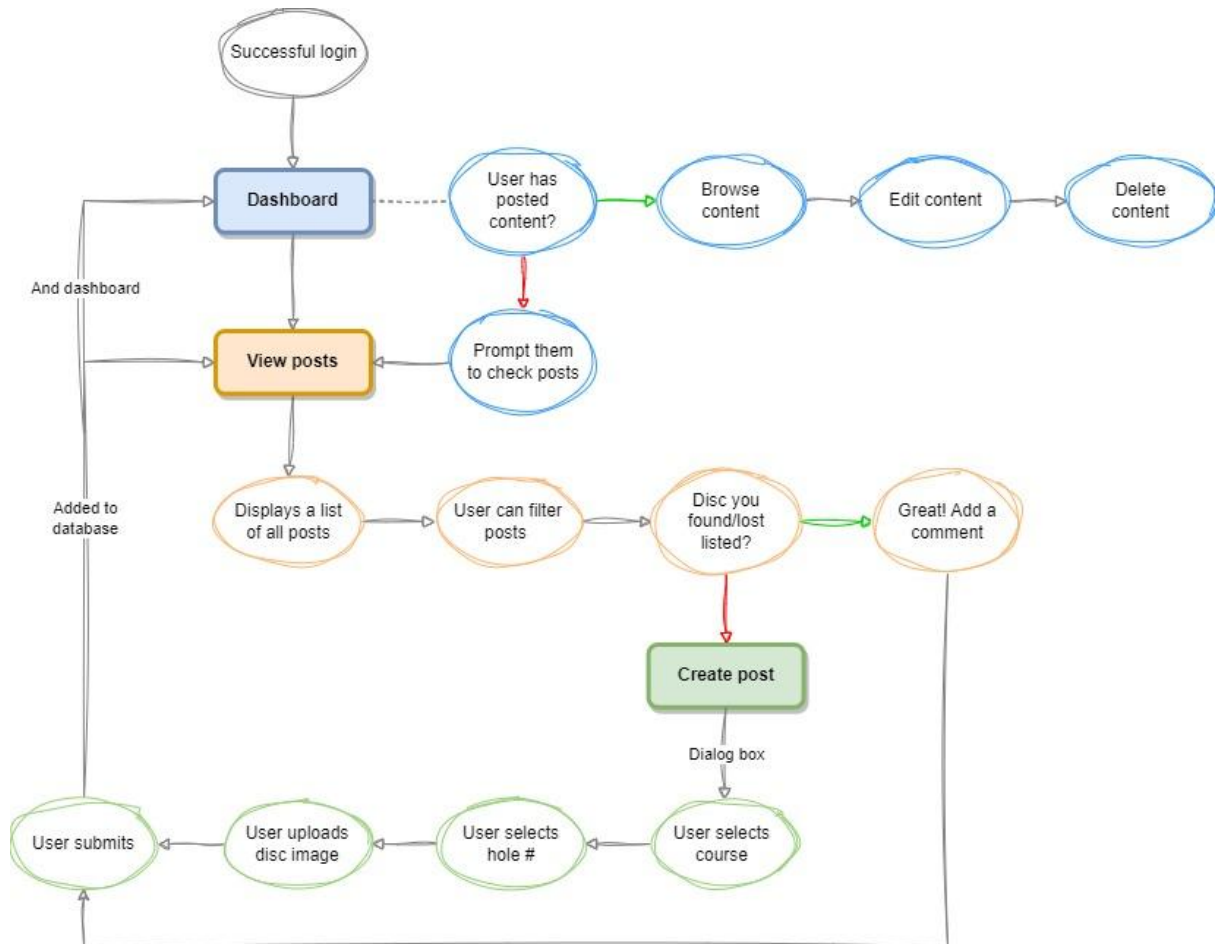 Successful login
Dashboard
User has
posted
content?
Browse
content
Edit content
Delete
content
And dashboard
View posts
Prompt them
to check posts
Added to
database
Displays a list
of all posts
User can filter
posts
Disc you
found/lost
listed?
Great! Add a
comment
Create post
Dialog box
User submits
User uploads
disc image
User selects
hole #
User selects
course